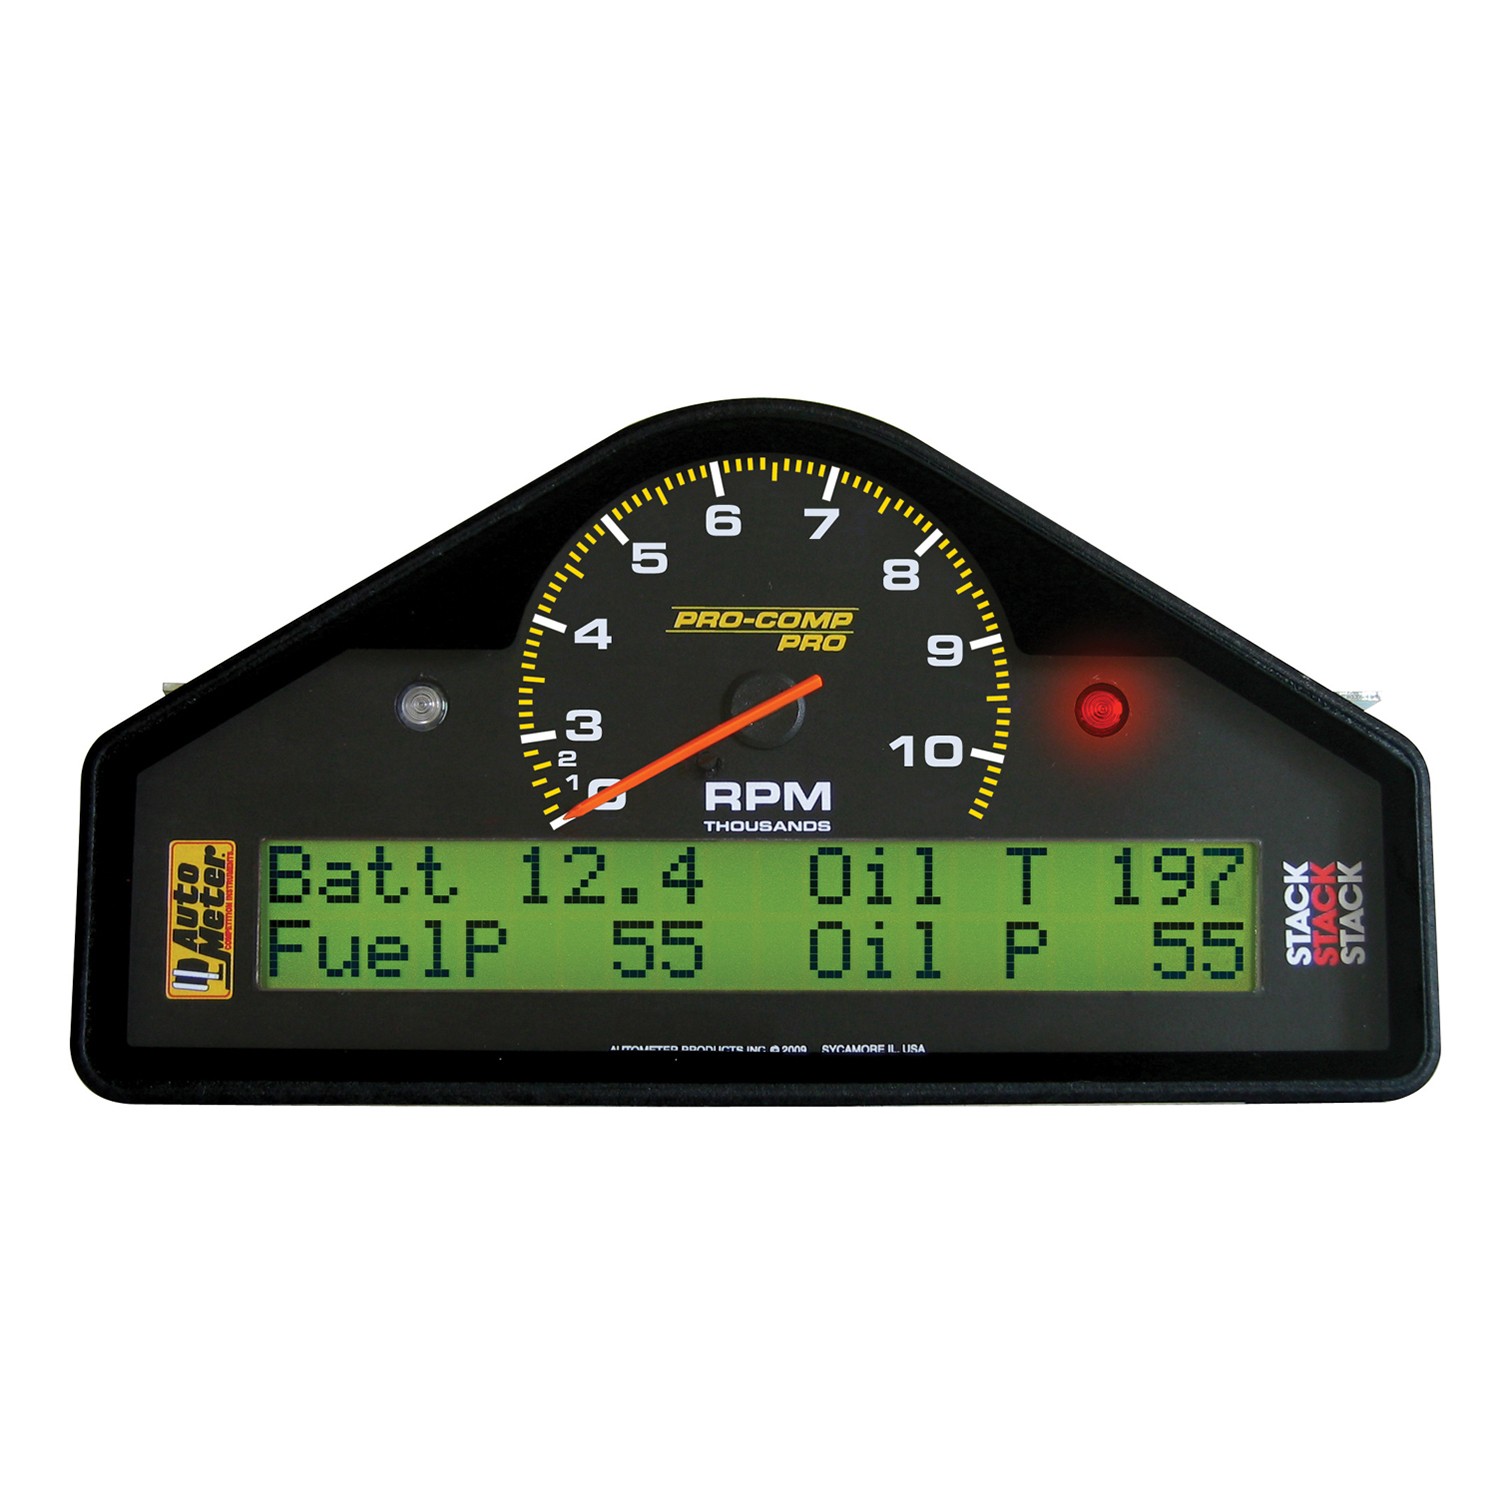 6 7
5
8
PRO-COMP
PRO
4
9
3
2
10
1
0
RPM
THOUSANDS
Auto
Meter
COMPETITION INSTRUMENTS
Batt 12.4 Oil T 197
FuelP 55 Oil P 55
STACK
STACK
STACK
AUTOMETER PRODUCTS INC. © 2009 SYCAMORE IL. USA